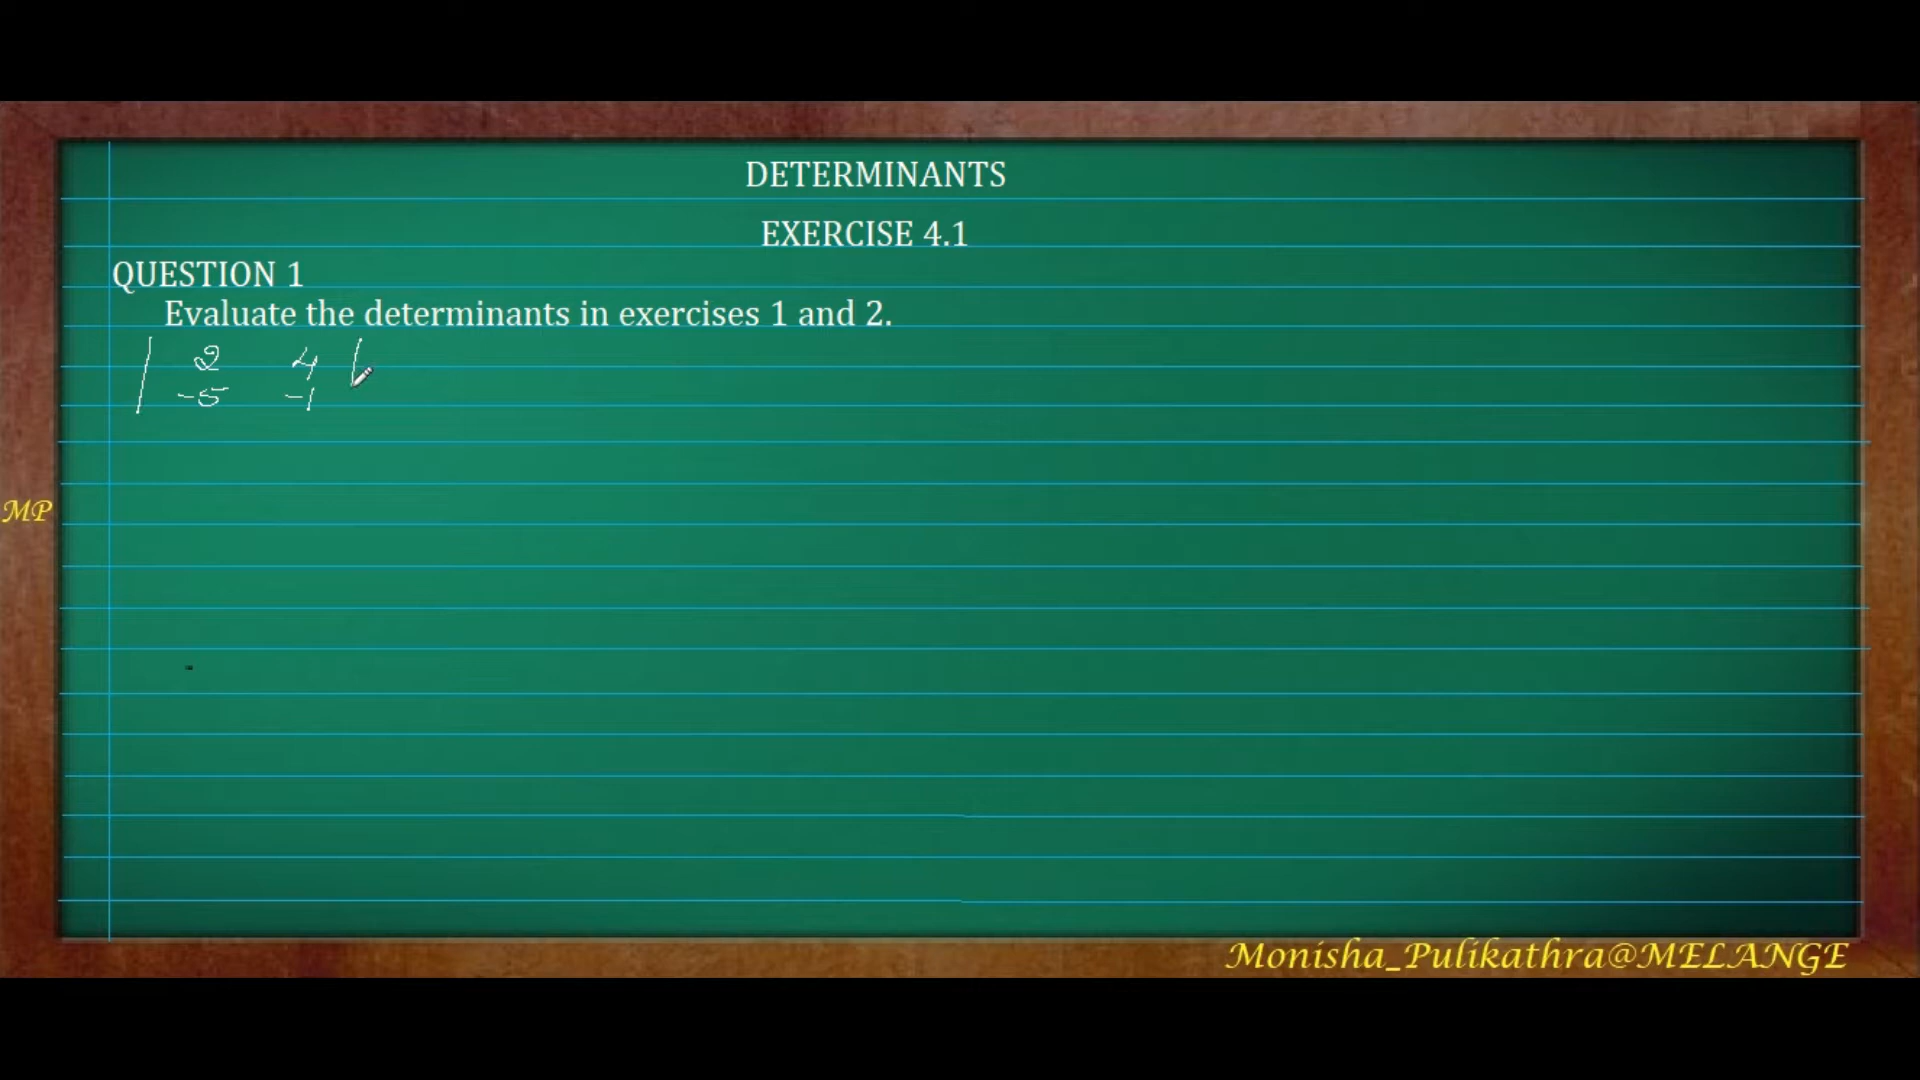 DETERMINANTS
EXERCISE 4.1
QUESTION 1
Evaluate the determinants in exercises 1 and 2.
| 2 4 |
-5 -1
MP
Monisha_Pulikathra@MELANGE